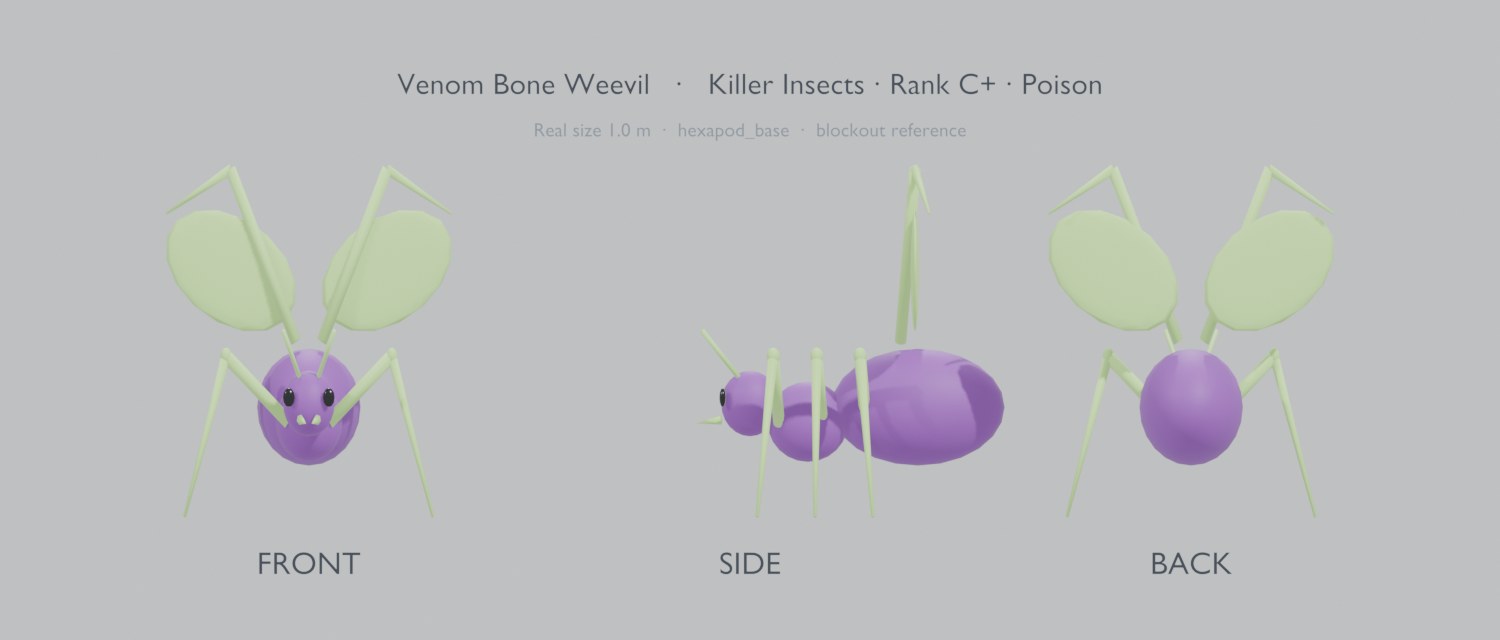 Venom Bone Weevil · Killer Insects · Rank C+ · Poison
Real size 1.0 m · hexapod_base · blockout reference
FRONT
SIDE
BACK